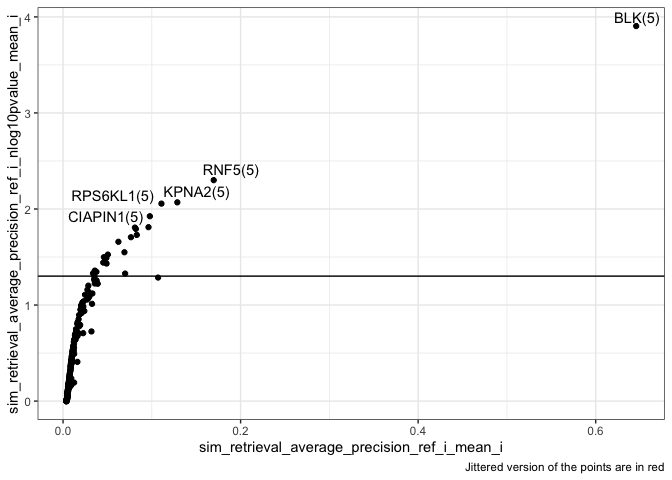 BLK(5)
RNF5(5)
RPS6KL1(5)
KPNA2(5)
CIAPIN1(5)
4
3
2
1
0
0.0
0.2
0.4
0.6
sim_retrieval_average_precision_ref_i_nlog10pvalue_mean_i
sim_retrieval_average_precision_ref_i_mean_i
Jittered version of the points are in red